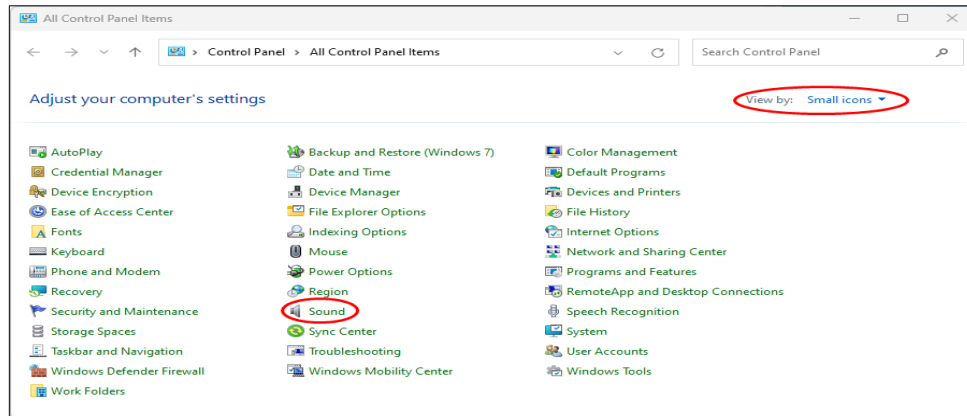 All Control Panel Items
Control Panel > All Control Panel Items
Search Control Panel
Adjust your computer's settings
View by: Small icons
AutoPlay
Backup and Restore (Windows 7)
Color Management
Credential Manager
Date and Time
Default Programs
Device Encryption
Device Manager
Devices and Printers
Ease of Access Center
File Explorer Options
File History
Fonts
Indexing Options
Internet Options
Keyboard
Mouse
Network and Sharing Center
Phone and Modem
Power Options
Programs and Features
Recovery
Region
RemoteApp and Desktop Connections
Security and Maintenance
Sound
Speech Recognition
Storage Spaces
Sync Center
System
Taskbar and Navigation
Troubleshooting
User Accounts
Windows Defender Firewall
Windows Mobility Center
Windows Tools
Work Folders